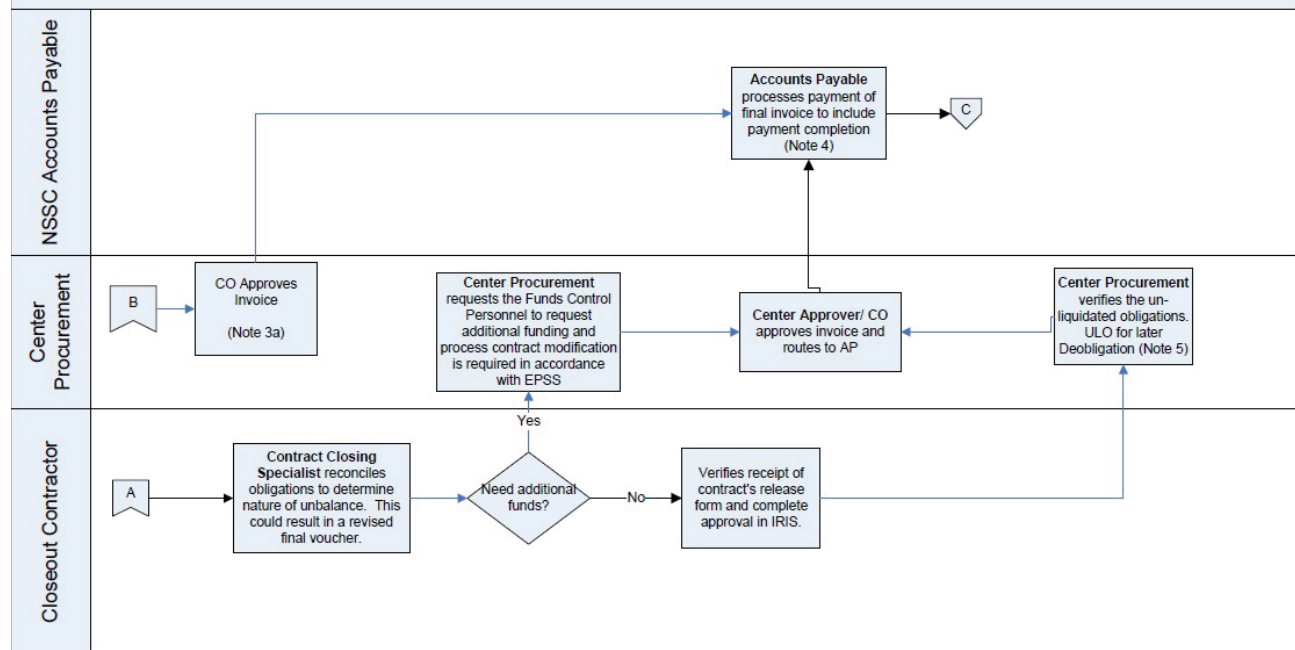 NSSC Accounts Payable
Accounts Payable
processes payment of
final invoice to include
payment completion
(Note 4)
C
Center
Procurement
B
CO Approves
Invoice
(Note 3a)
Center Procurement
requests the Funds Control
Personnel to request
additional funding and
process contract modification
is required in accordance
with EPSS
Center Approver/ CO
approves invoice and
routes to AP
Center Procurement
verifies the un-
liquidated obligations.
ULO for later
Deobligation (Note 5)
Closeout Contractor
A
Contract Closing
Specialist reconciles
obligations to determine
nature of unbalance. This
could result in a revised
final voucher.
Yes
Need additional
funds?
No
Verifies receipt of
contract's release
form and complete
approval in IRIS.